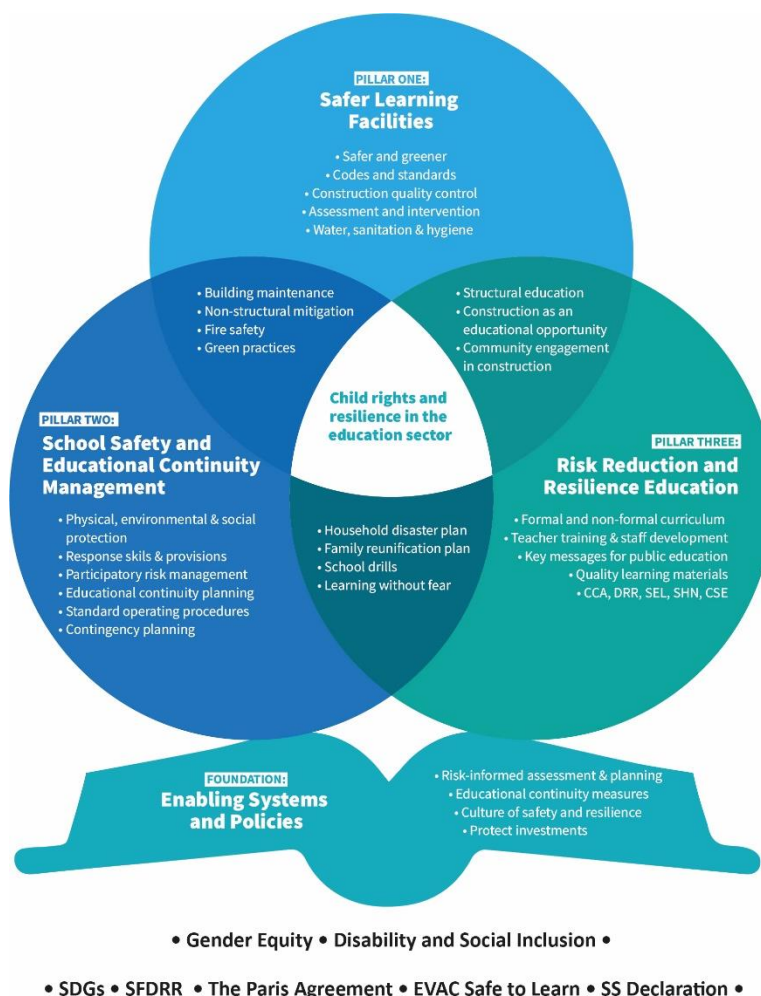 PILLAR ONE:
Safer Learning
Facilities
• Safer and greener
• Codes and standards
• Construction quality control
• Assessment and intervention
• Water, sanitation & hygiene
• Building maintenance
• Non-structural mitigation
• Fire safety
• Green practices
• Structural education
• Construction as an
educational opportunity
• Community engagement
in construction
Child rights and
resilience in the
education sector
PILLAR TWO:
School Safety and
Educational Continuity
Management
• Physical, environmental & social
protection
• Response skils & provisions
• Participatory risk management
• Educational continuity planning
• Standard operating procedures
• Contingency planning
PILLAR THREE:
Risk Reduction and
Resilience Education
• Formal and non-formal curriculum
• Teacher training & staff development
• Key messages for public education
• Quality learning materials
• CCA, DRR, SEL, SHN, CSE
• Household disaster plan
• Family reunification plan
• School drills
• Learning without fear
FOUNDATION:
Enabling Systems
and Policies
• Risk-informed assessment & planning
• Educational continuity measures
• Culture of safety and resilience
• Protect investments
• Gender Equity • Disability and Social Inclusion •
• SDGs • SFDRR • The Paris Agreement • EVAC Safe to Learn • SS Declaration •